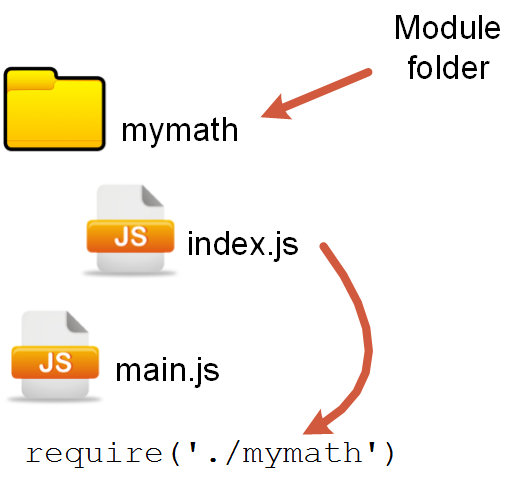 Module
folder
mymath
JS
index.js
JS
main.js
require('./mymath')